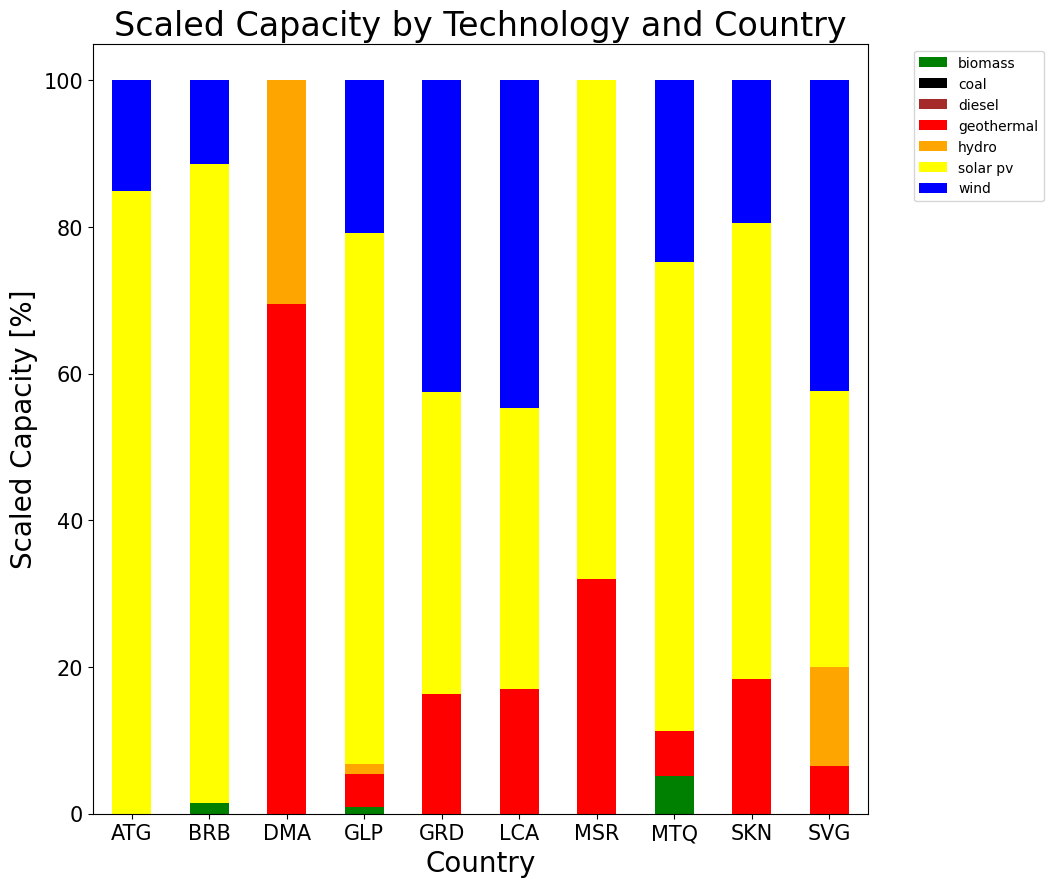 Scaled Capacity by Technology and Country
Scaled Capacity [%]
100
80
60
40
20
0
ATG BRB DMA GLP GRD LCA MSR MTQ SKN SVG
Country
biomass
coal
diesel
geothermal
hydro
solar pv
wind